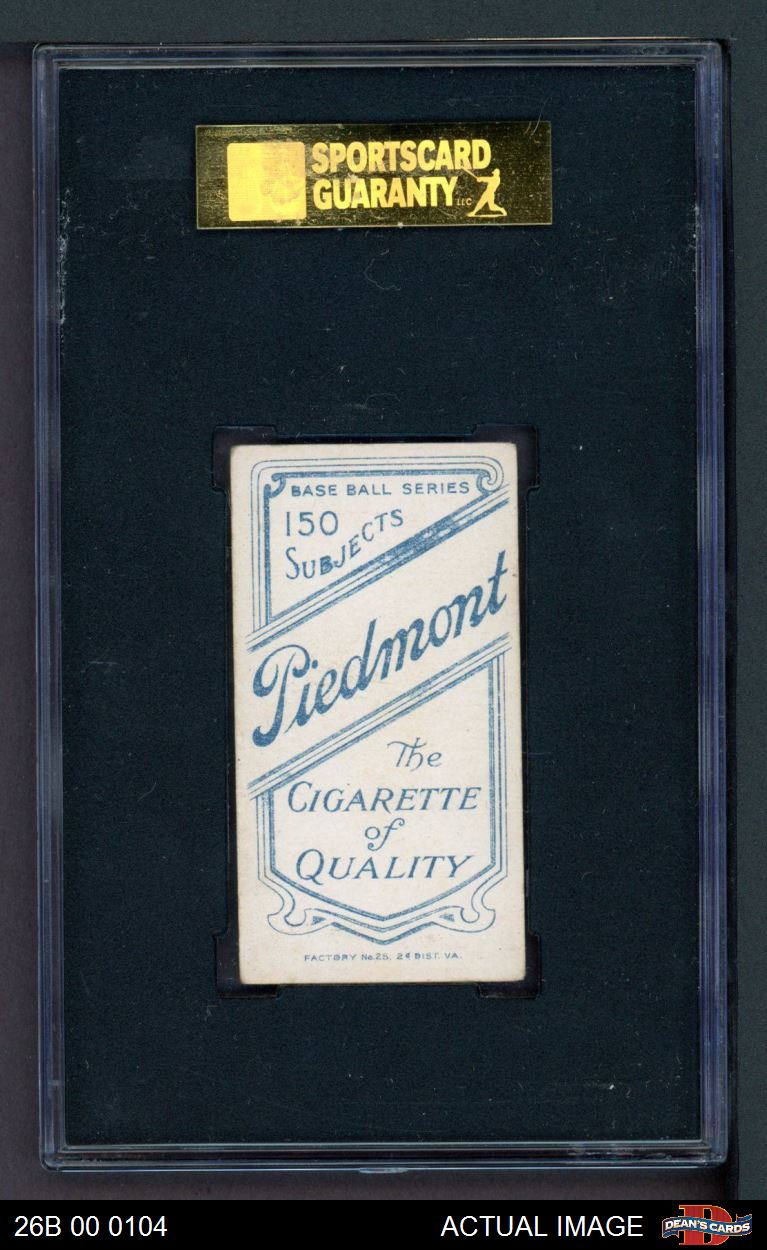 SPORTSCARD
GUARANTY LLC
BASE BALL SERIES
150
SUBJECTS
Piedmont
The
CIGARETTE
of
QUALITY
FACTORY No. 25. 2d DIST. VA.
26B 00 0104
ACTUAL IMAGE
DEAN'S CARDS